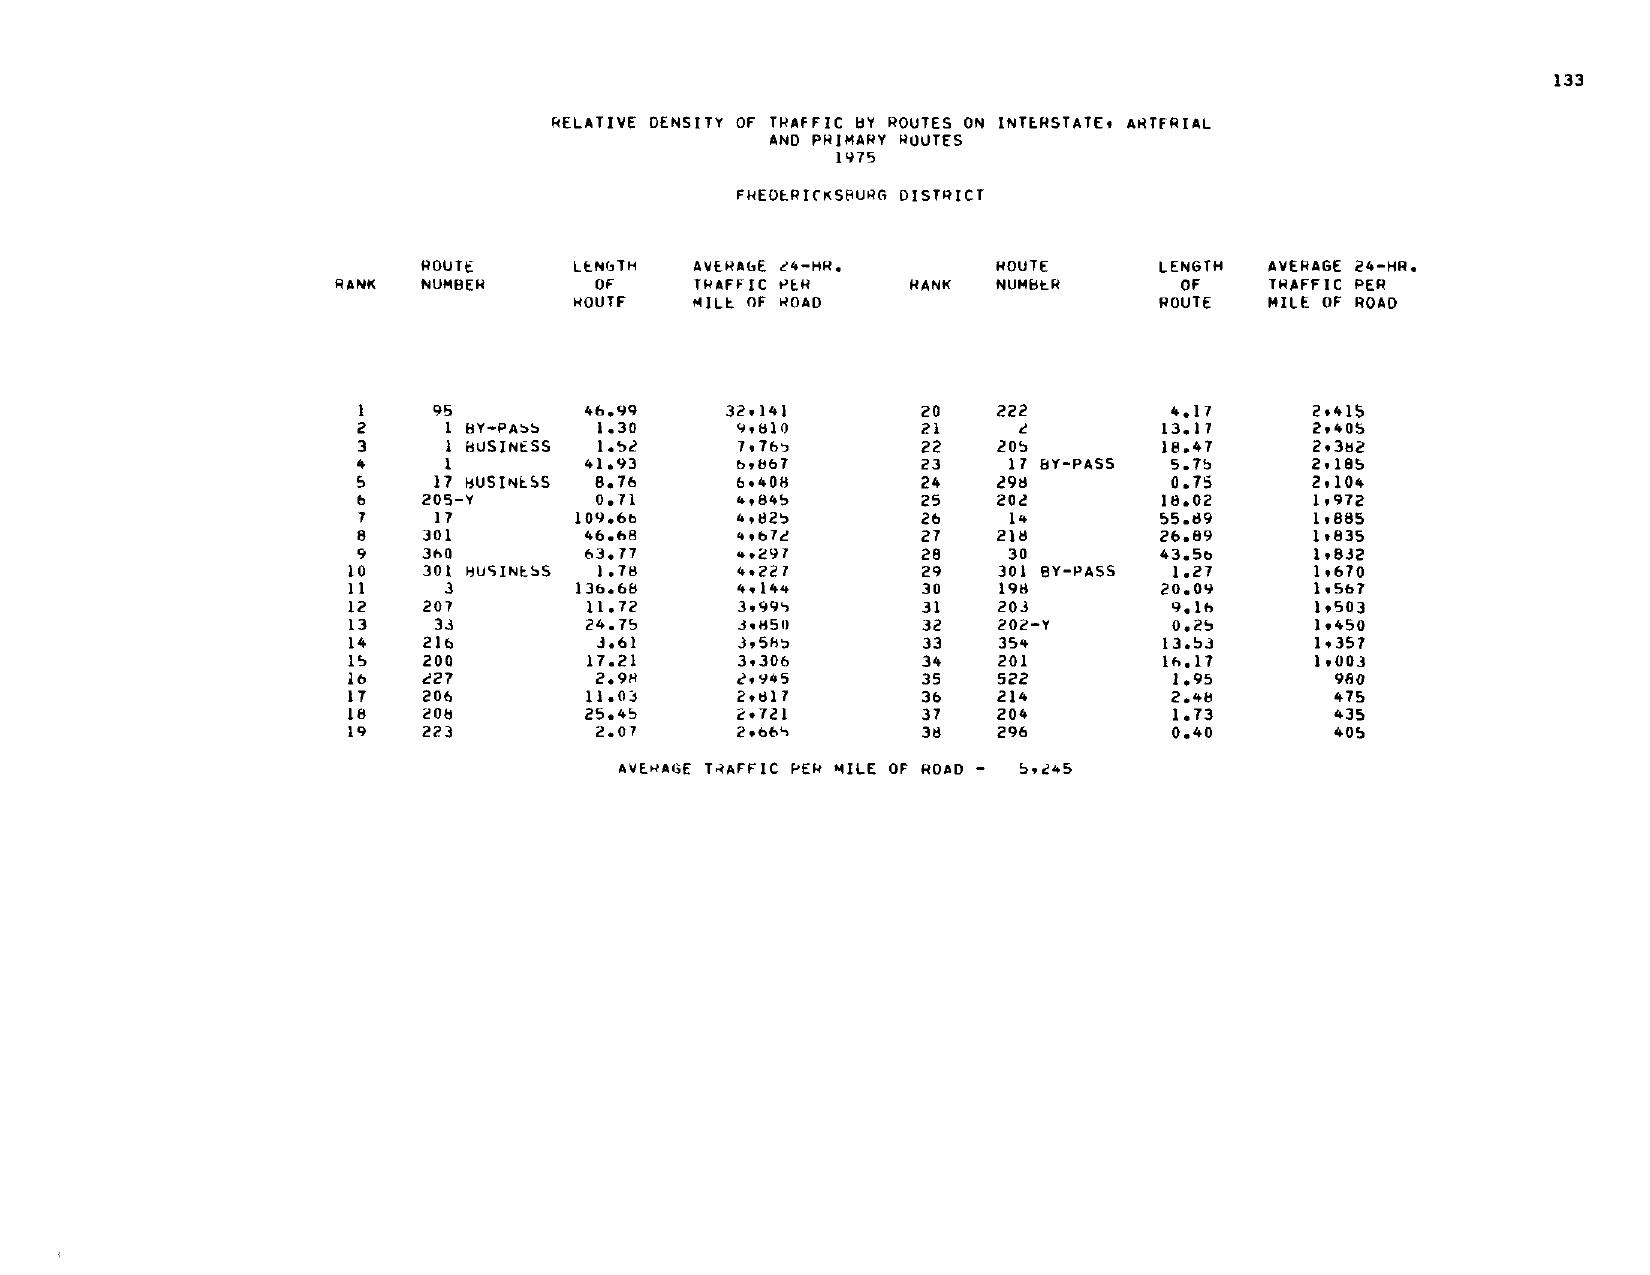 133
RELATIVE DENSITY OF TRAFFIC BY ROUTES ON INTERSTATE, ARTERIAL
AND PRIMARY ROUTES
1975
FREDERICKSBURG DISTRICT
ROUTE LENGTH AVERAGE 24-HR. ROUTE LENGTH AVERAGE 24-HR.
RANK NUMBER OF TRAFFIC PER RANK NUMBER OF TRAFFIC PER
ROUTE MILE OF ROAD ROUTE MILE OF ROAD
1 95 46.99 32,141 20 222 4.17 2,415
2 1 BY-PASS 1.30 9,810 21 2 13.17 2,405
3 1 BUSINESS 1.52 7,765 22 205 18.47 2,382
4 1 41.93 6,867 23 17 BY-PASS 5.75 2,185
5 17 BUSINESS 8.76 6,408 24 298 0.75 2,104
6 205-Y 0.71 4,845 25 202 18.02 1,972
7 17 109.66 4,825 26 14 55.89 1,885
8 301 46.68 4,672 27 218 26.89 1,835
9 360 63.77 4,297 28 30 43.56 1,832
10 301 BUSINESS 1.78 4,227 29 301 BY-PASS 1.27 1,670
11 3 136.68 4,144 30 198 20.09 1,567
12 207 11.72 3,995 31 203 9.16 1,503
13 33 24.75 3,850 32 202-Y 0.25 1,450
14 216 3.61 3,585 33 354 13.53 1,357
15 200 17.21 3,306 34 201 16.17 1,003
16 227 2.98 2,945 35 522 1.95 980
17 206 11.03 2,817 36 214 2.48 475
18 208 25.45 2,721 37 204 1.73 435
19 223 2.07 2,665 38 296 0.40 405
AVERAGE TRAFFIC PER MILE OF ROAD - 5,245